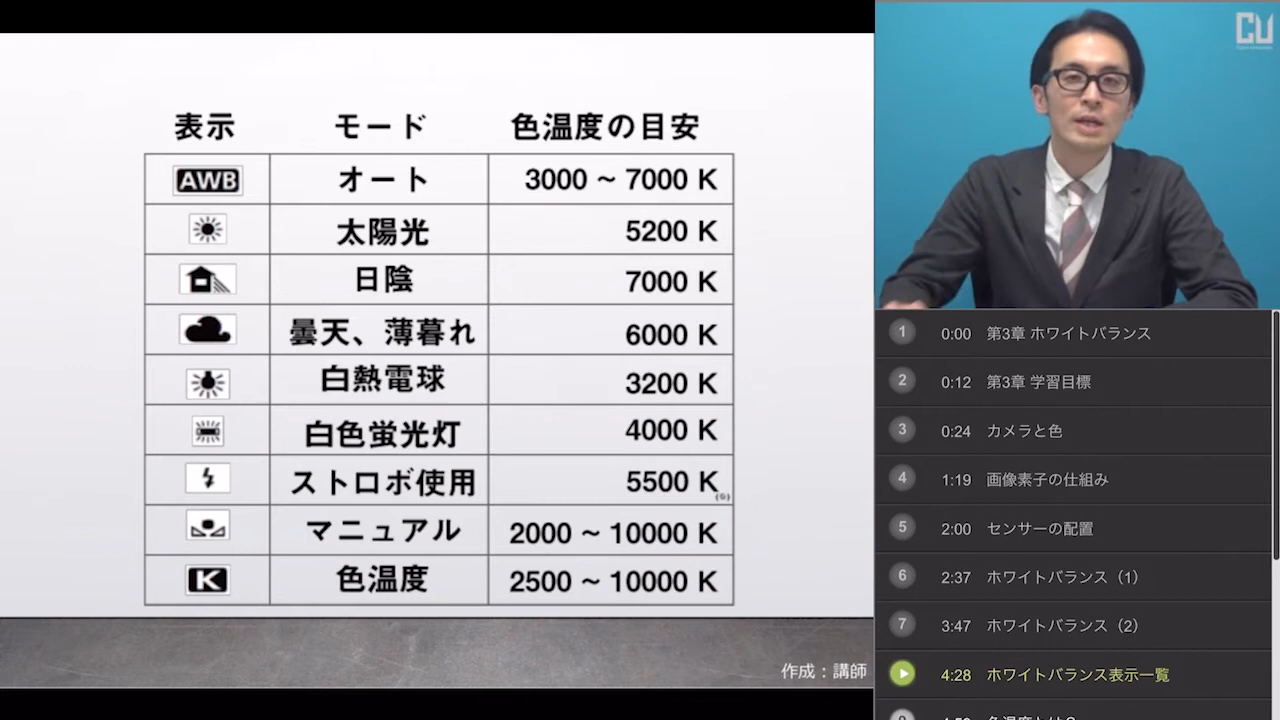 表示 モード 色温度の目安
AWB オート 3000 ~ 7000 K
太陽光 5200 K
日陰 7000 K
曇天、薄暮れ 6000 K
白熱電球 3200 K
白色蛍光灯 4000 K
ストロボ使用 5500 K
マニュアル 2000 ~ 10000 K
K 色温度 2500 ~ 10000 K
作成：講師
CU
1 0:00 第3章 ホワイトバランス
2 0:12 第3章 学習目標
3 0:24 カメラと色
4 1:19 画像素子の仕組み
5 2:00 センサーの配置
6 2:37 ホワイトバランス（1）
7 3:47 ホワイトバランス（2）
4:28 ホワイトバランス表示一覧